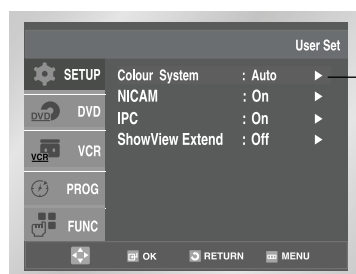 User Set
SETUP
Colour System : Auto
NICAM : On
DVD DVD
IPC : On
ShowView Extend : Off
VCR VCR
PROG
FUNC
OK RETURN MENU